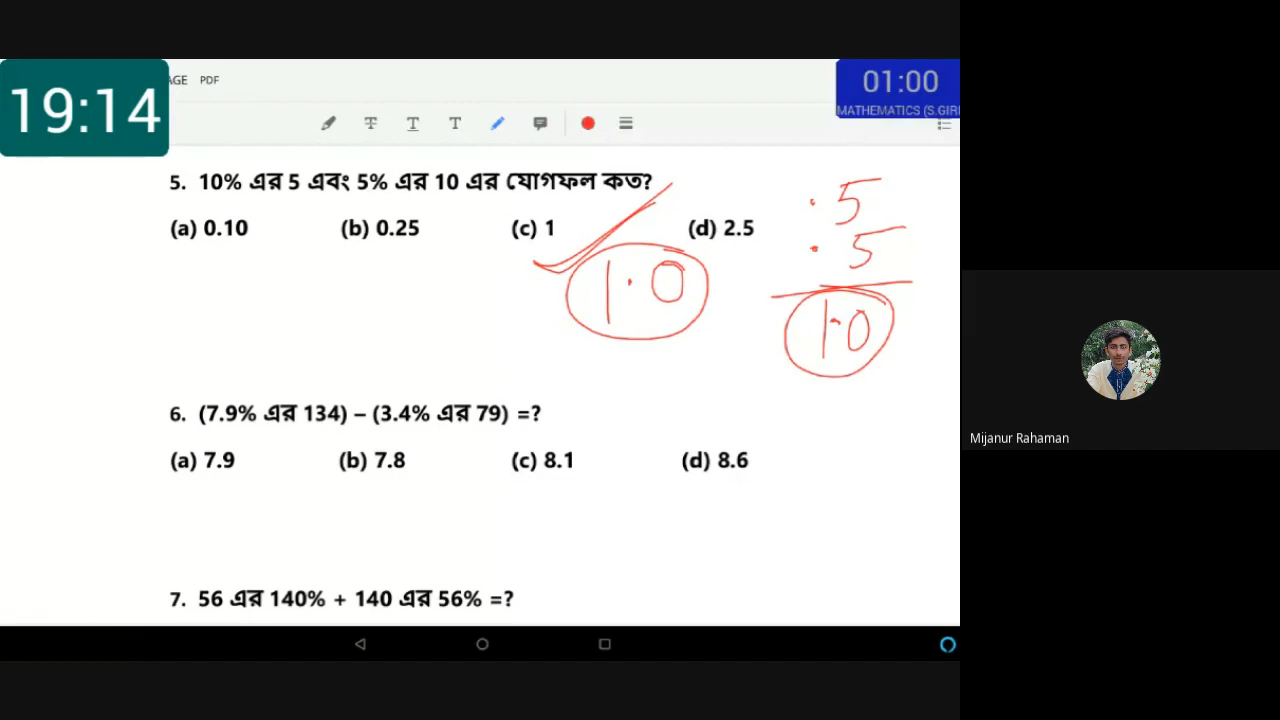 19:14
AGE PDF
01:00
MATHEMATICS (S.GIRI
5. 10% এর 5 এবং 5% এর 10 এর যোগফল কত?
(a) 0.10 (b) 0.25 (c) 1 (d) 2.5
.5
.5
1.0
1.0
6. (7.9% এর 134) – (3.4% এর 79) =?
(a) 7.9 (b) 7.8 (c) 8.1 (d) 8.6
7. 56 এর 140% + 140 এর 56% =?
Mijanur Rahaman